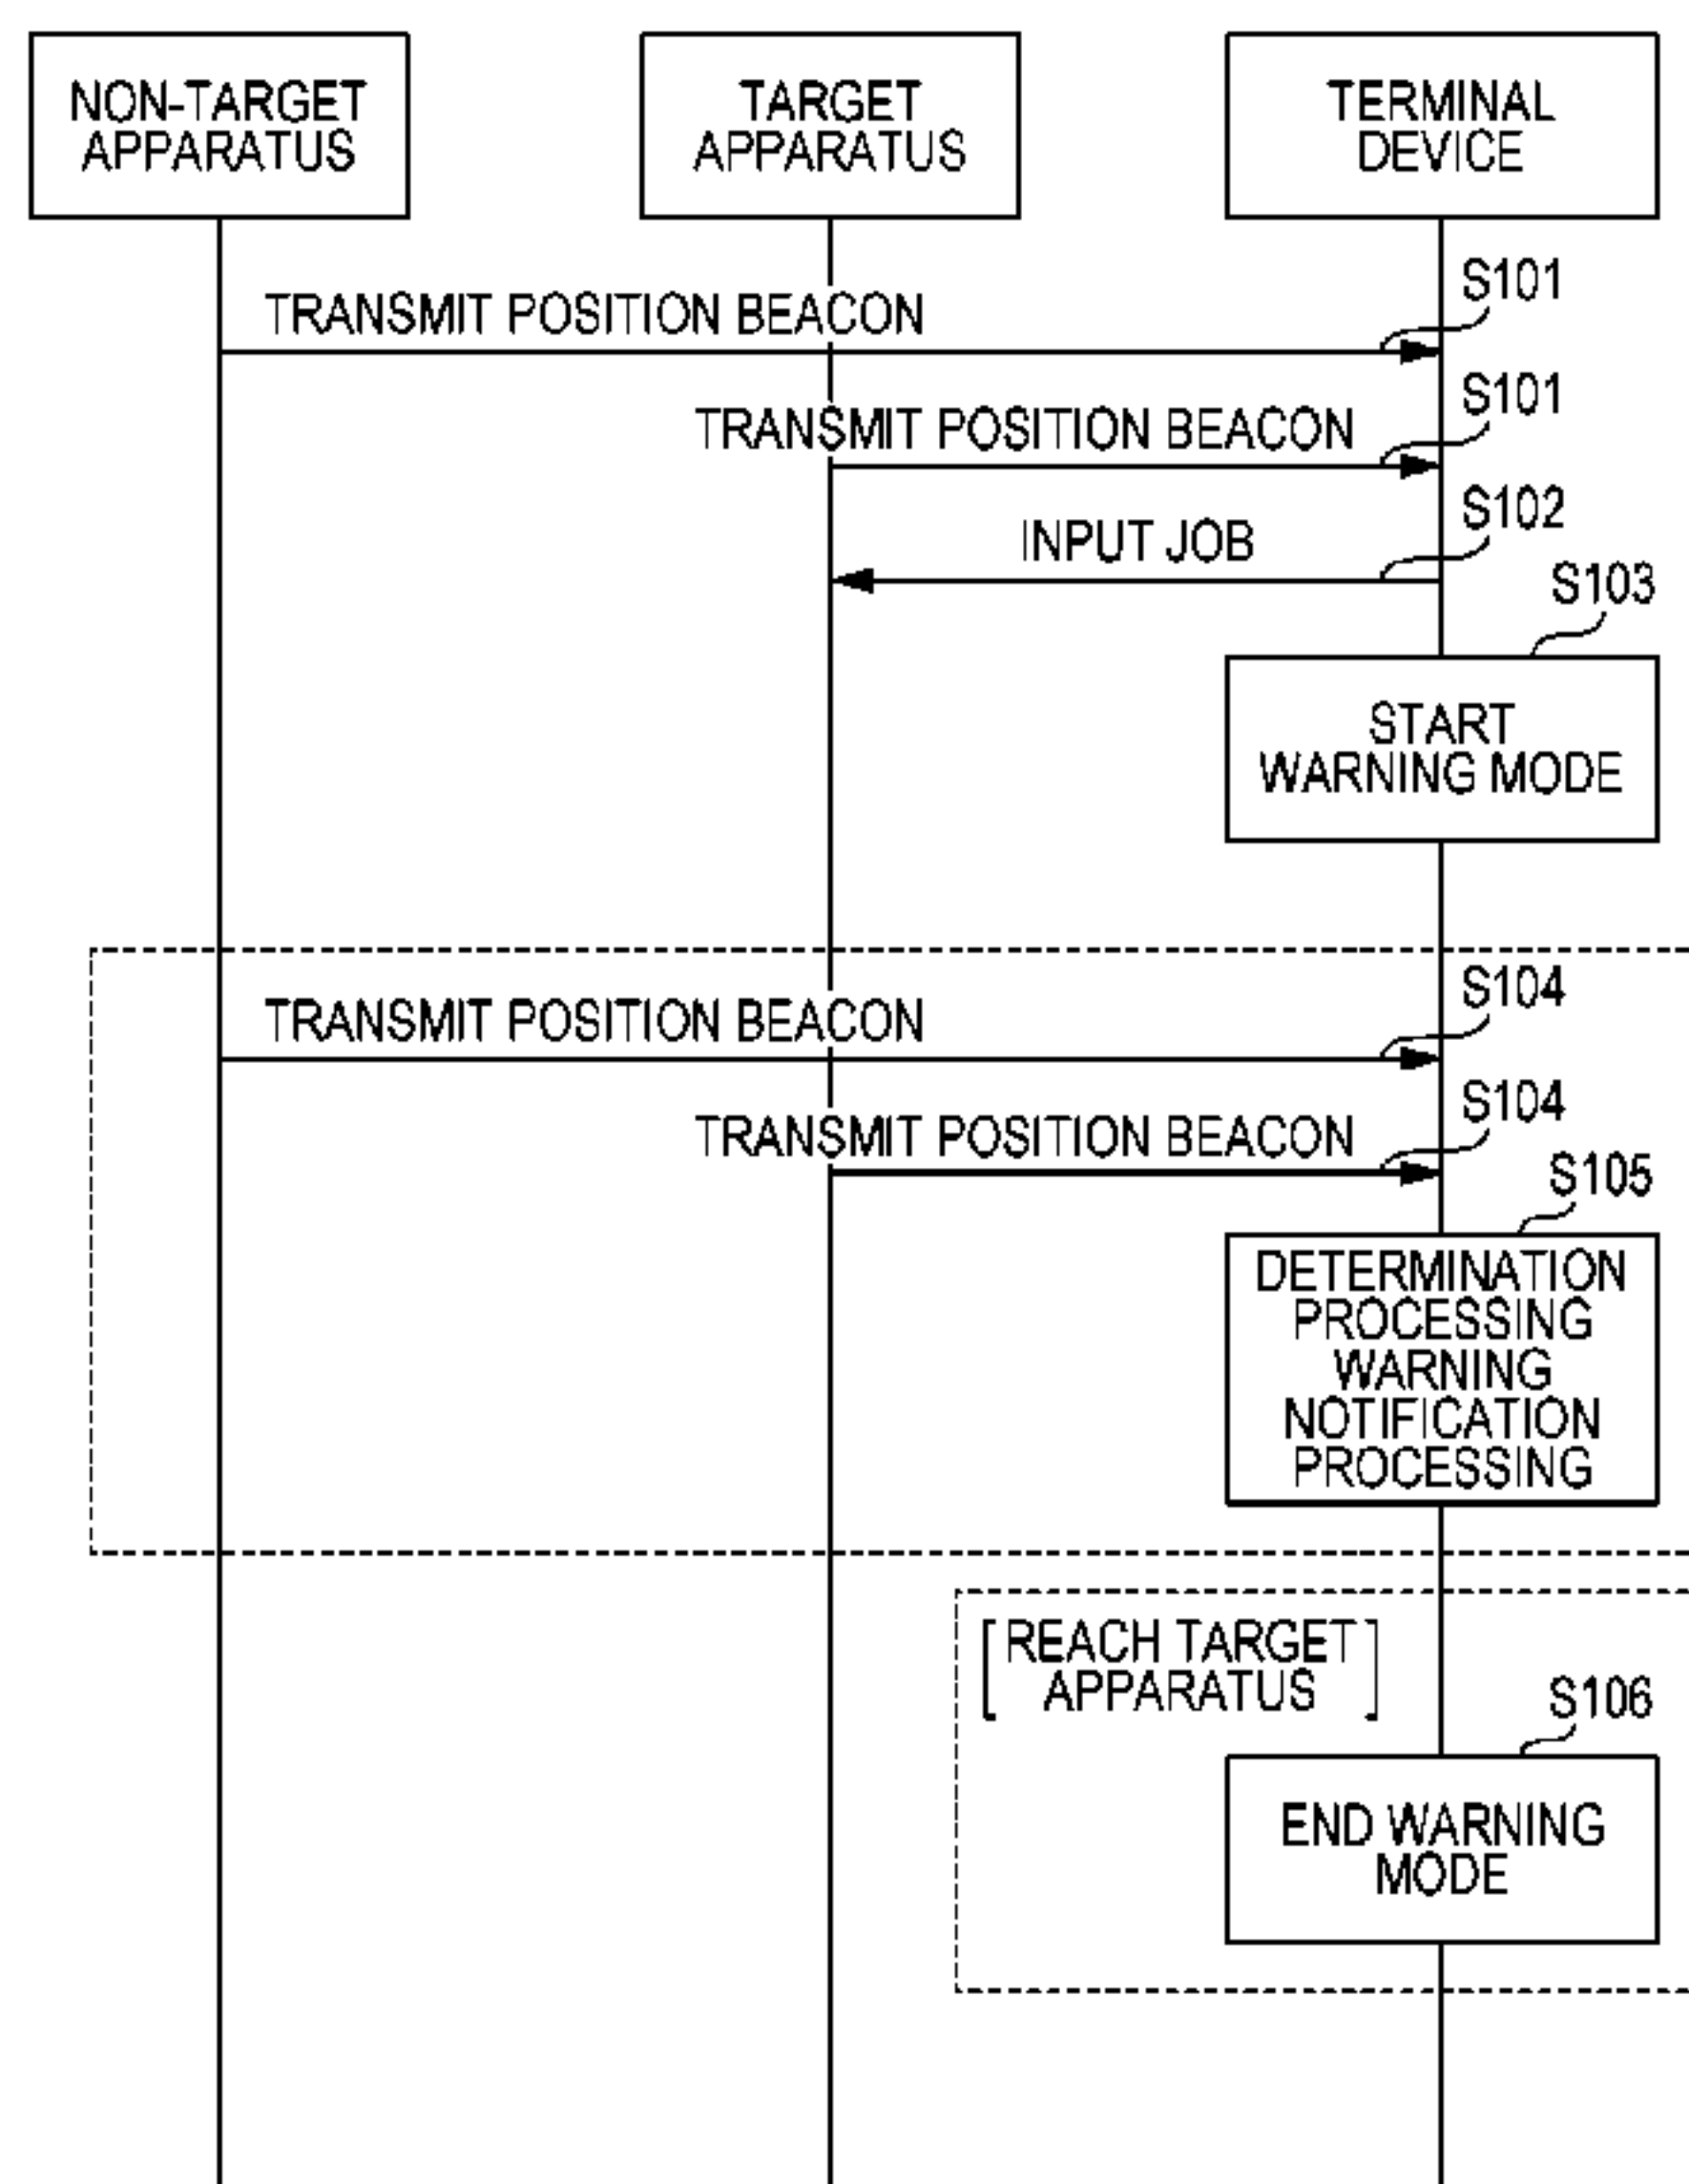 NON-TARGET
APPARATUS
TARGET
APPARATUS
TERMINAL
DEVICE
S101
TRANSMIT POSITION BEACON
S101
TRANSMIT POSITION BEACON
S102
INPUT JOB
S103
START
WARNING MODE
S104
TRANSMIT POSITION BEACON
S104
TRANSMIT POSITION BEACON
S105
DETERMINATION
PROCESSING
WARNING
NOTIFICATION
PROCESSING
[REACH TARGET
APPARATUS]
S106
END WARNING
MODE